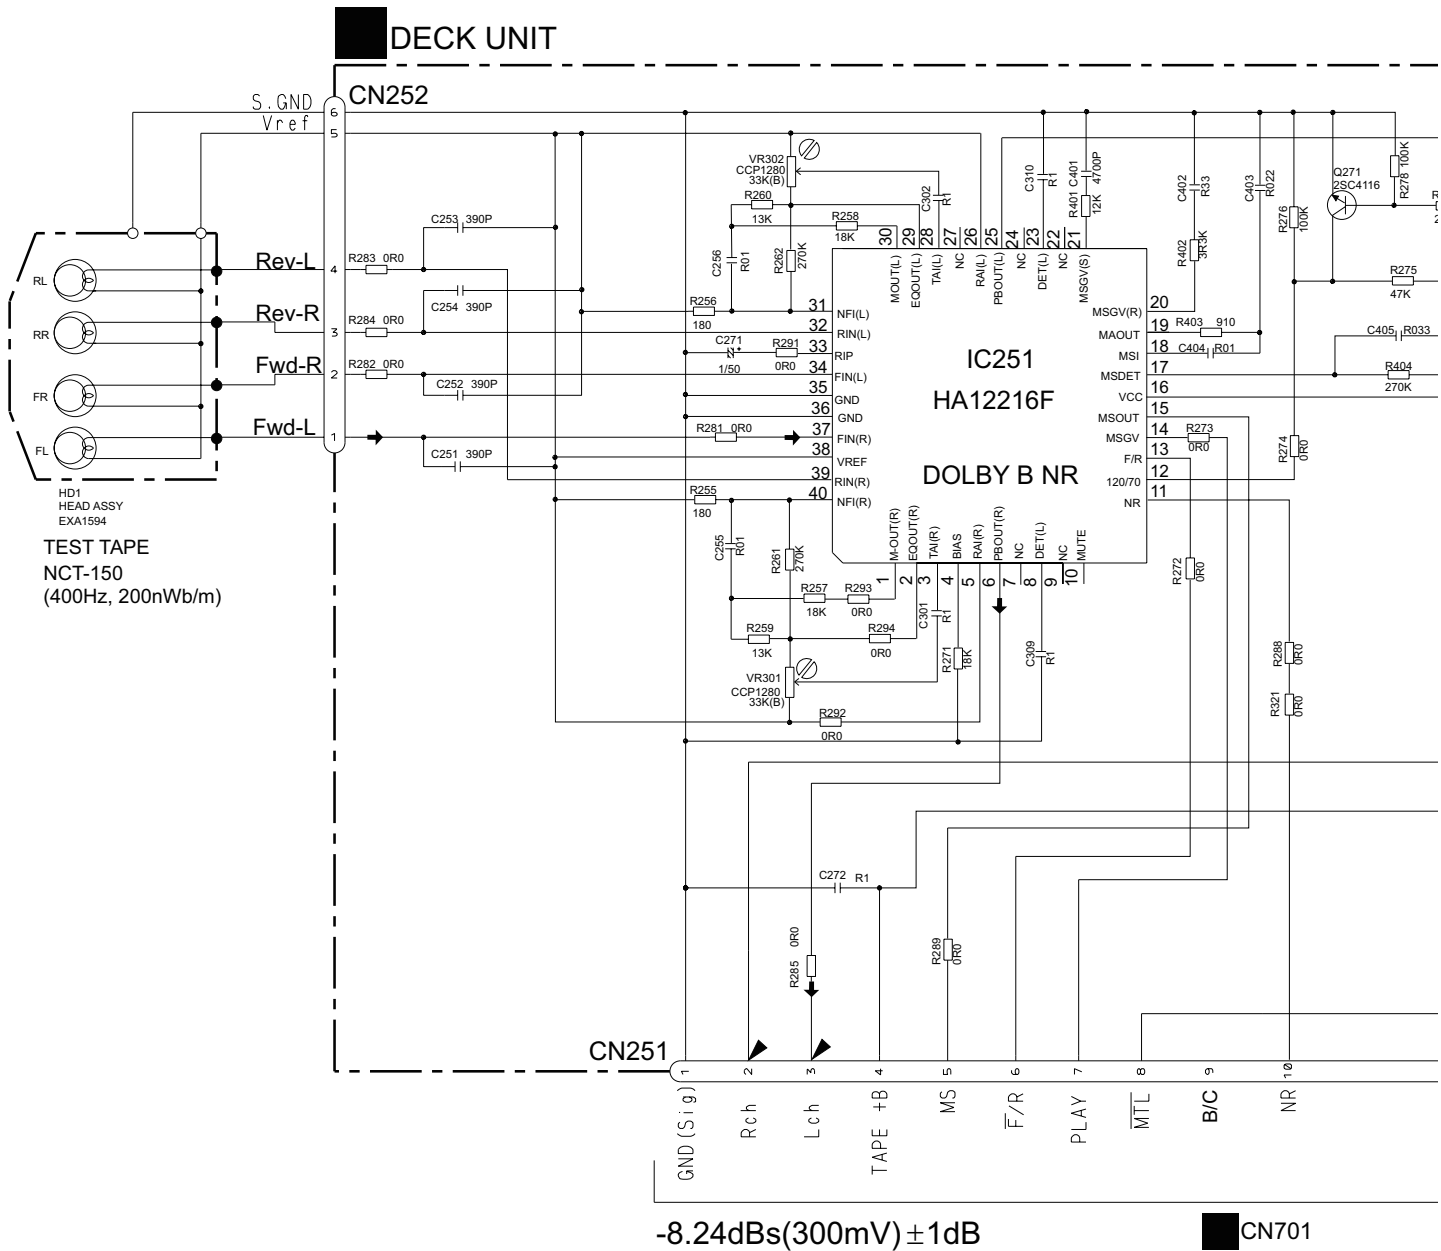 DECK UNIT
CN252
S.GND
Vref
6
5
Rev-L
4
Rev-R
3
Fwd-R
2
Fwd-L
1
RL
RR
FR
FL
HD1
HEAD ASSY
EXA1594
TEST TAPE
NCT-150
(400Hz, 200nWb/m)
R283 0R0
R284 0R0
R282 0R0
C253 390P
C254 390P
C252 390P
C251 390P
VR302
CCP1280
33K(B)
R260
13K
R258
18K
C302
R1
C256
R01
R262
270K
R256
180
C271
1/50
R291
0R0
R281 0R0
R255
180
C255
R01
R261
270K
R257
18K
R293
0R0
R259
13K
R294
0R0
VR301
CCP1280
33K(B)
R292
0R0
C301
R1
R271
18K
C309
R1
C310
R1
C401
4700P
R401
12K
C402
R33
R402
3R3K
C403
R022
R276
100K
Q271
2SC4116
R278 100K
R275
47K
R403 910
C404 R01
C405 R033
R404
270K
R273
0R0
R274
0R0
R272
0R0
R288
0R0
R321
0R0
30 29 28 27 26 25 24 23 22 21
MOUT(L)
EQOUT(L)
TAI(L)
NC
RAI(L)
PBOUT(L)
NC
DET(L)
NC
MSGV(S)
31 NFI(L)
32 RIN(L)
33 RIP
34 FIN(L)
35 GND
36 GND
37 FIN(R)
38 VREF
39 RIN(R)
40 NFI(R)
IC251
HA12216F
DOLBY B NR
MSGV(R) 20
MAOUT 19
MSI 18
MSDET 17
VCC 16
MSOUT 15
MSGV 14
F/R 13
120/70 12
NR 11
M-OUT(R)
EQOUT(R)
TAI(R)
BIAS
RAI(R)
PBOUT(R)
NC
DET(L)
NC
MUTE
1 2 3 4 5 6 7 8 9 10
C272 R1
R285 0R0
R289
0R0
CN251
1 2 3 4 5 6 7 8 9 10
GND(Sig)
Rch
Lch
TAPE +B
MS
F/R
PLAY
MTL
B/C
NR
-8.24dBs(300mV)±1dB
CN701